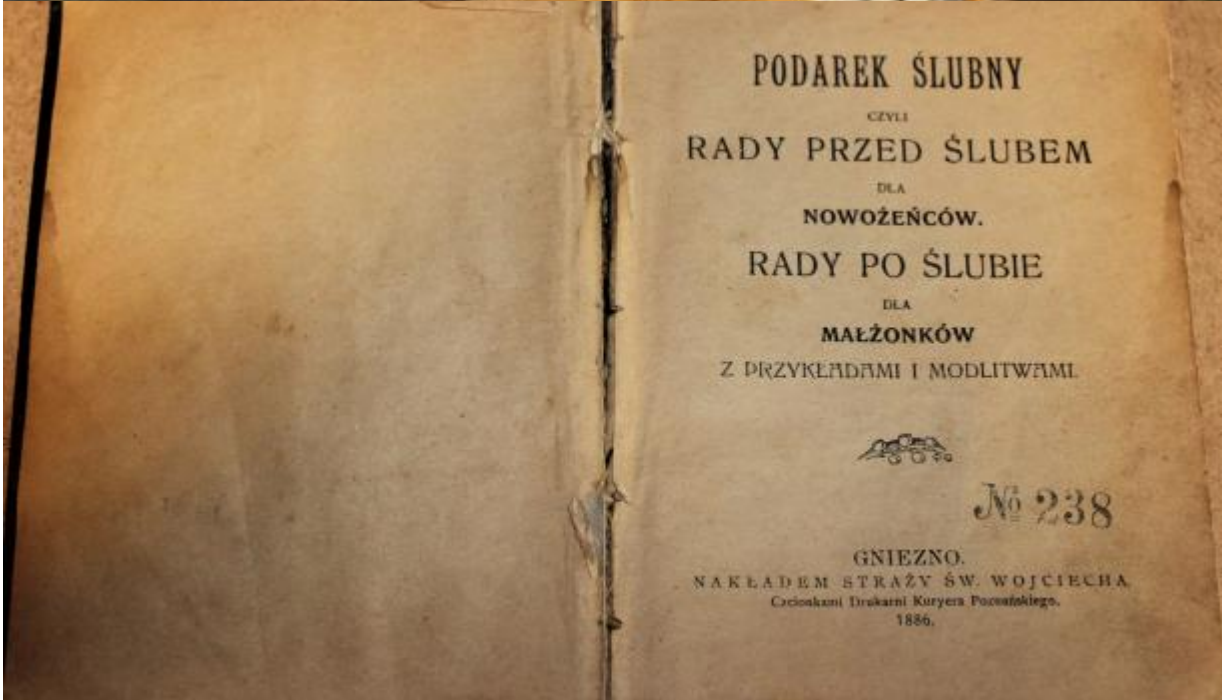 PODAREK ŚLUBNY
CZYLI
RADY PRZED ŚLUBEM
DLA
NOWOŻEŃCÓW.
RADY PO ŚLUBIE
DLA
MAŁŻONKÓW
Z PRZYKŁADAMI I MODLITWAMI.
№ 238
GNIEZNO.
NAKŁADEM STRAŻY ŚW. WOJCIECHA
Czcionkami Drukarni Kuryera Poznańskiego.
1886.